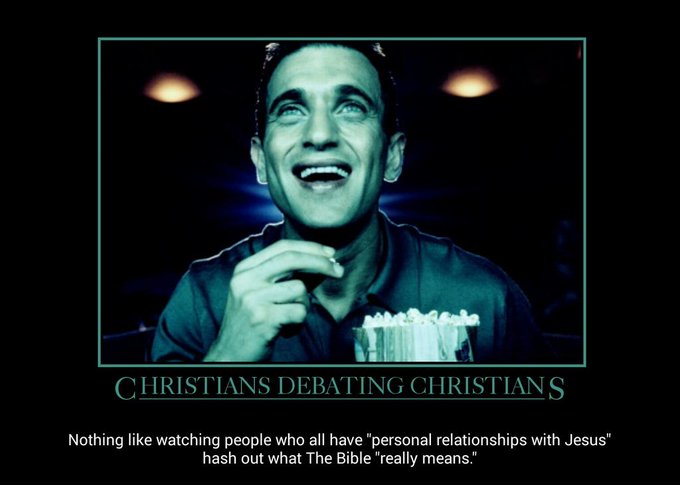 CHRISTIANS DEBATING CHRISTIANS
Nothing like watching people who all have "personal relationships with Jesus"
hash out what The Bible "really means."